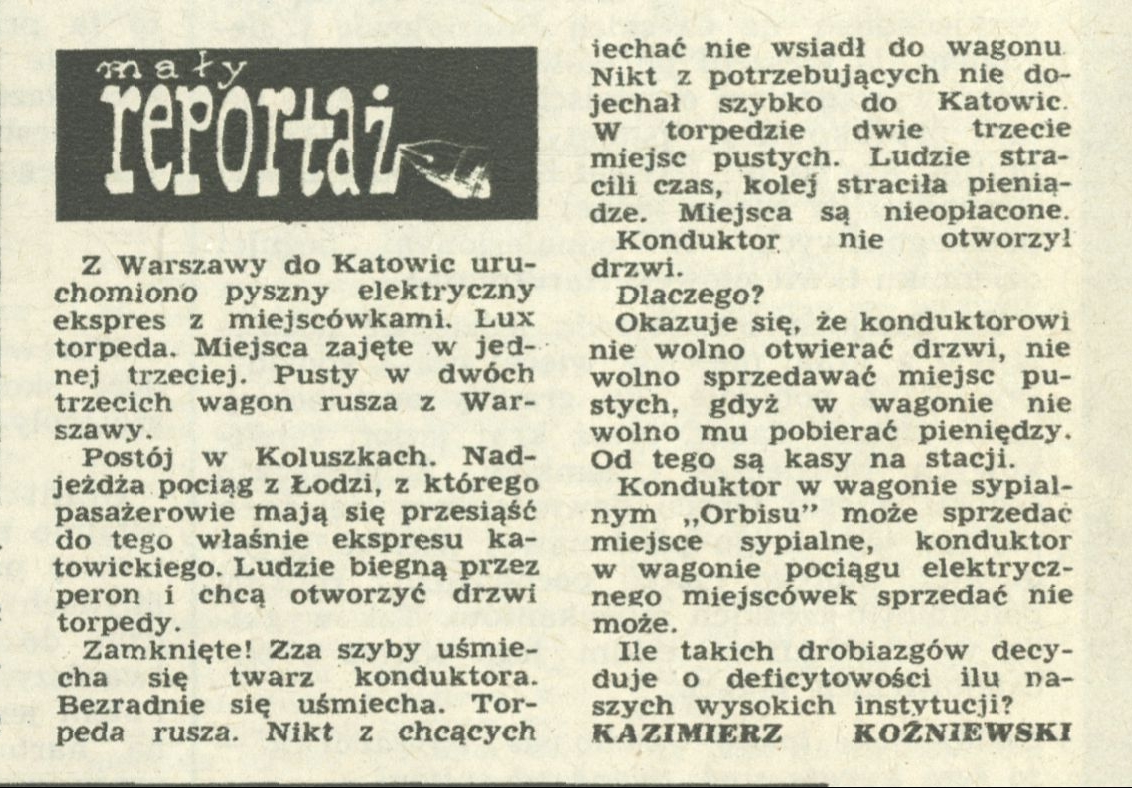 mały
reportaż
Z Warszawy do Katowic uru-
chomiono pyszny elektryczny
ekspres z miejscówkami. Lux
torpeda. Miejsca zajęte w jed-
nej trzeciej. Pusty w dwóch
trzecich wagon rusza z War-
szawy.
Postój w Koluszkach. Nad-
jeżdża pociąg z Łodzi, z którego
pasażerowie mają się przesiąść
do tego właśnie ekspresu ka-
towickiego. Ludzie biegną przez
peron i chcą otworzyć drzwi
torpedy.
Zamknięte! Zza szyby uśmie-
cha się twarz konduktora.
Bezradnie się uśmiecha. Tor-
peda rusza. Nikt z chcących
iechać nie wsiadł do wagonu.
Nikt z potrzebujących nie do-
jechał szybko do Katowic.
W torpedzie dwie trzecie
miejsc pustych. Ludzie stra-
cili czas, kolej straciła pienią-
dze. Miejsca są nieopłacone.
Konduktor nie otworzył
drzwi.
Dlaczego?
Okazuje się, że konduktorowi
nie wolno otwierać drzwi, nie
wolno sprzedawać miejsc pu-
stych, gdyż w wagonie nie
wolno mu pobierać pieniędzy.
Od tego są kasy na stacji.
Konduktor w wagonie sypial-
nym „Orbisu" może sprzedać
miejsce sypialne, konduktor
w wagonie pociągu elektrycz-
nego miejscówek sprzedać nie
może.
Ile takich drobiazgów decy-
duje o deficytowości ilu na-
szych wysokich instytucji?
KAZIMIERZ KOŹNIEWSKI